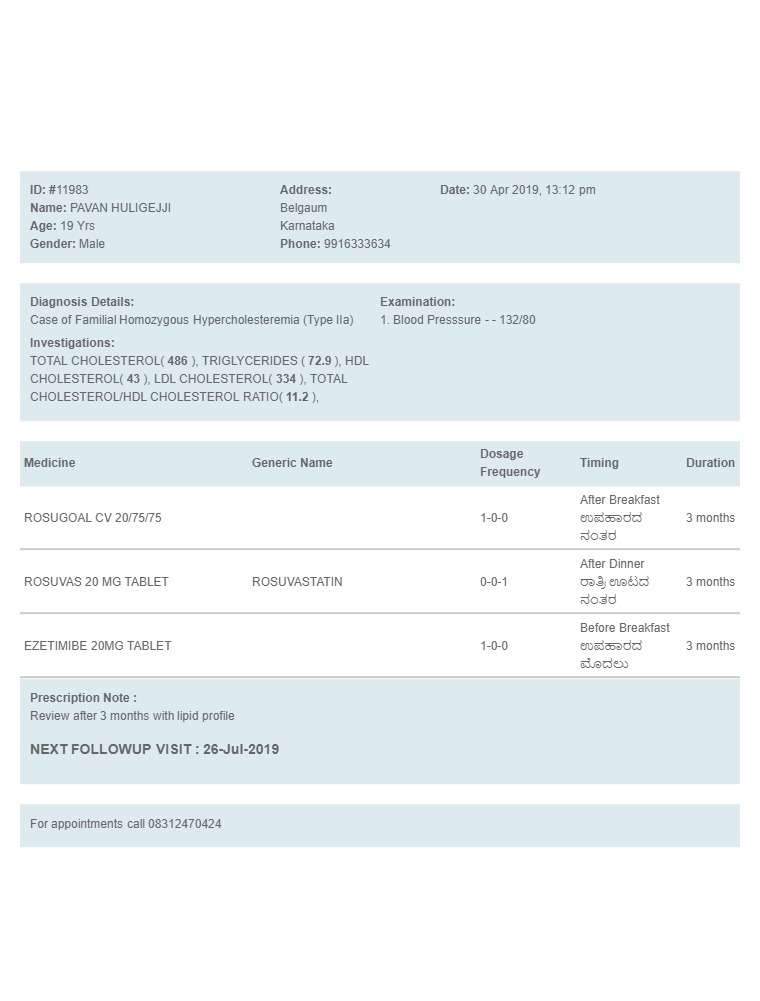 ID: #11983
Name: PAVAN HULIGEJJI
Age: 19 Yrs
Gender: Male
Address:
Belgaum
Karnataka
Phone: 9916333634
Date: 30 Apr 2019, 13:12 pm
Diagnosis Details:
Case of Familial Homozygous Hypercholesteremia (Type IIa)
Investigations:
TOTAL CHOLESTEROL( 486 ), TRIGLYCERIDES ( 72.9 ), HDL
CHOLESTEROL( 43 ), LDL CHOLESTEROL( 334 ), TOTAL
CHOLESTEROL/HDL CHOLESTEROL RATIO( 11.2 ),
Examination:
1. Blood Presssure - - 132/80
Medicine Generic Name Dosage Frequency Timing Duration
ROSUGOAL CV 20/75/75 1-0-0 After Breakfast 3 months
ಉಪಹಾರದ
ನಂತರ
ROSUVAS 20 MG TABLET ROSUVASTATIN 0-0-1 After Dinner 3 months
ರಾತ್ರಿ ಊಟದ
ನಂತರ
EZETIMIBE 20MG TABLET 1-0-0 Before Breakfast 3 months
ಉಪಹಾರದ
ಮೊದಲು
Prescription Note :
Review after 3 months with lipid profile
NEXT FOLLOWUP VISIT : 26-Jul-2019
For appointments call 08312470424